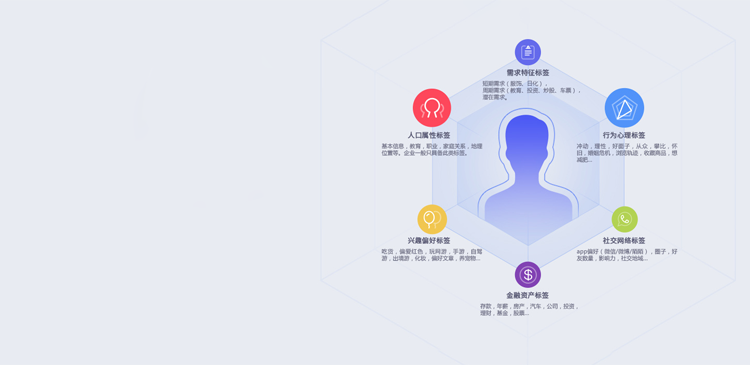 需求特征标签
短期需求（服饰、日化），
周期需求（教育、投资、炒股、车票），
潜在需求。
人口属性标签
基本信息，教育，职业，家庭关系，地理
位置等。企业一般只具备此类标签。
行为心理标签
冲动，理性，好面子，从众，攀比，怀
旧，婚姻危机，浏览轨迹，收藏商品，想
减肥...
兴趣偏好标签
吃货，偏爱红色，玩网游，手游，自驾
游，出境游，化妆，偏好文章，养宠物...
社交网络标签
app偏好（微信/微博/陌陌），圈子，好
友数量，影响力，社交地域...
金融资产标签
存款，年薪，房产，汽车，公司，投资，
理财，基金，股票...